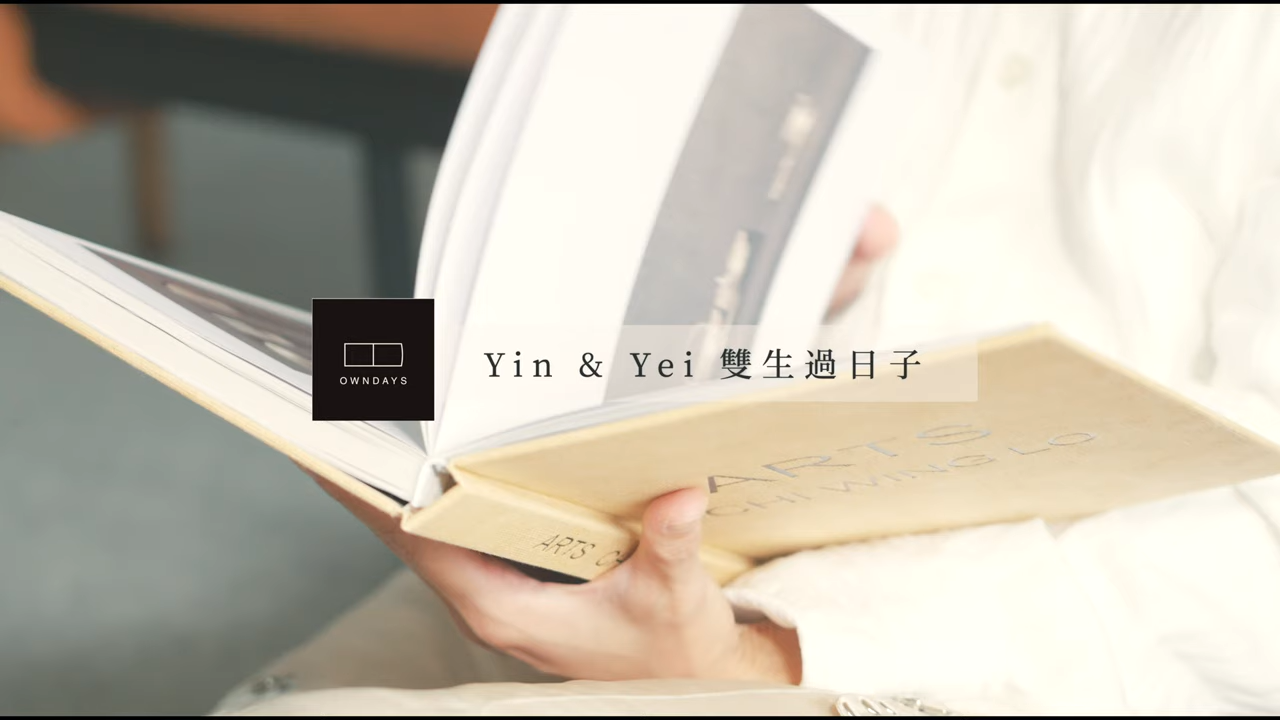 OWNDAYS
Yin & Yei 雙生過日子
ARTS
CHI WING LO
ARTS